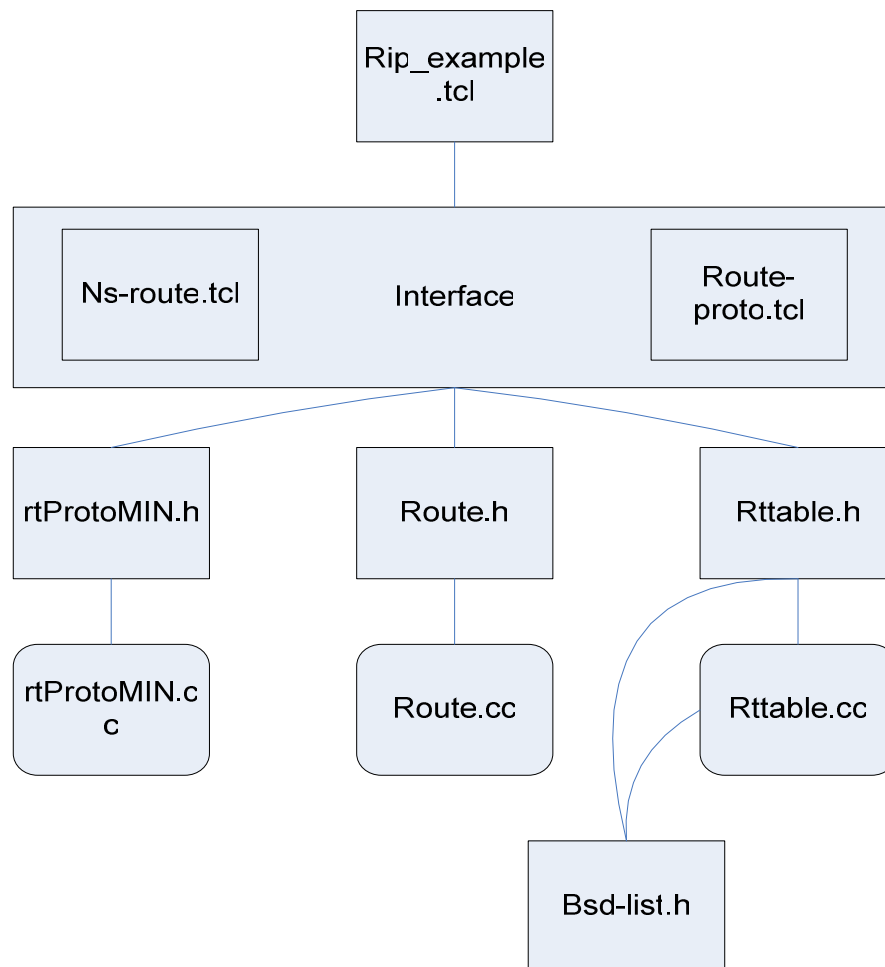 Rip_example
.tcl
Ns-route.tcl
Interface
Route-
proto.tcl
rtProtoMIN.h
Route.h
Rttable.h
rtProtoMIN.c
c
Route.cc
Rttable.cc
Bsd-list.h